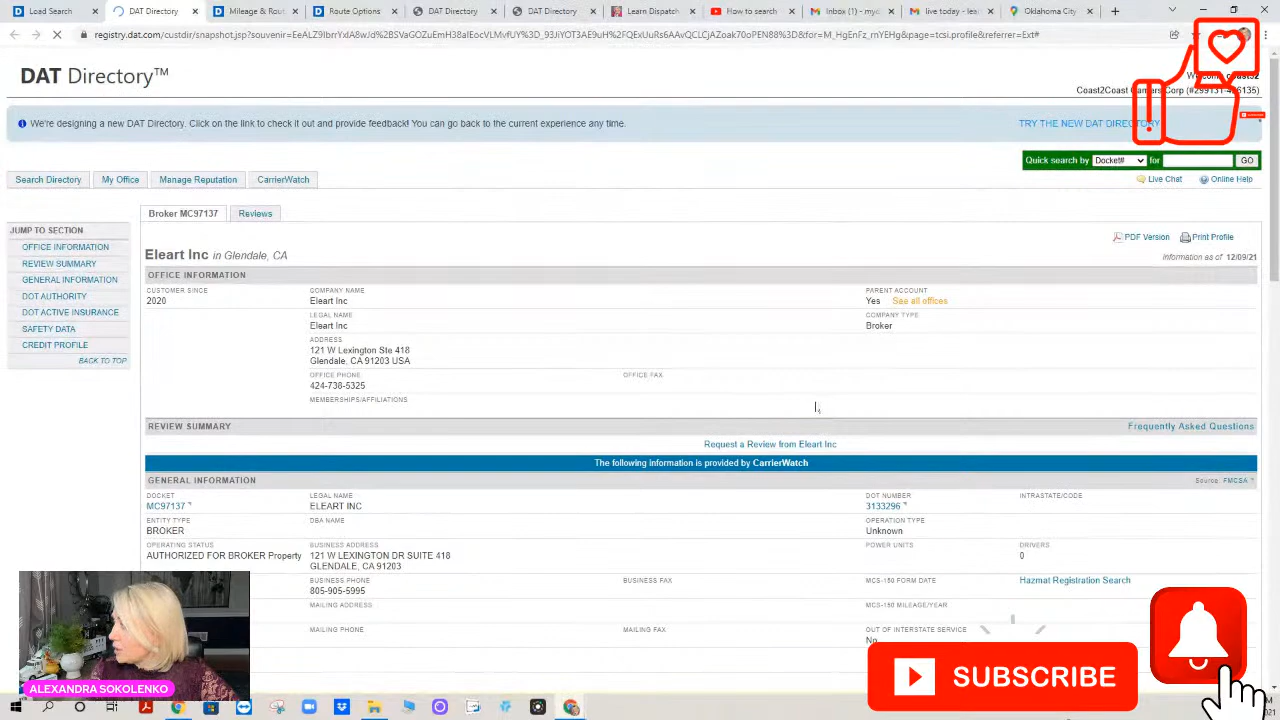 Load Search
DAT Directory
Mileage & Rout
Route Options
DAT Directory
DAT Directory
Learn Dispatch
How to search
Inbox (1) - myd
live today - lea
Oklahoma City
DAT Directory™
Coast2Coast Carriers Corp
We're designing a new DAT Directory. Click on the link to check it out and provide feedback! You can go back to the current experience any time.
TRY THE NEW DAT DIRECTORY
Quick search by Docket# for GO
Search Directory
My Office
Manage Reputation
CarrierWatch
Live Chat
Online Help
Broker MC97137
Reviews
JUMP TO SECTION
OFFICE INFORMATION
REVIEW SUMMARY
GENERAL INFORMATION
DOT AUTHORITY
DOT ACTIVE INSURANCE
SAFETY DATA
CREDIT PROFILE
BACK TO TOP
PDF Version
Print Profile
Eleart Inc in Glendale, CA
information as of 12/09/21
OFFICE INFORMATION
CUSTOMER SINCE
2020
COMPANY NAME
Eleart Inc
PARENT ACCOUNT
Yes See all offices
LEGAL NAME
Eleart Inc
COMPANY TYPE
Broker
ADDRESS
121 W Lexington Ste 418
Glendale, CA 91203 USA
OFFICE PHONE
424-738-5325
OFFICE FAX
MEMBERSHIPS/AFFILIATIONS
REVIEW SUMMARY
Frequently Asked Questions
Request a Review from Eleart Inc
The following information is provided by CarrierWatch
GENERAL INFORMATION
Source: FMCSA
DOCKET
MC97137
LEGAL NAME
ELEART INC
DOT NUMBER
3133296
INTRASTATE/CODE
ENTITY TYPE
BROKER
DBA NAME
OPERATION TYPE
Unknown
OPERATING STATUS
AUTHORIZED FOR BROKER Property
BUSINESS ADDRESS
121 W LEXINGTON DR SUITE 418
GLENDALE, CA 91203
POWER UNITS
DRIVERS
0
BUSINESS PHONE
805-905-5995
BUSINESS FAX
MCS-150 FORM DATE
Hazmat Registration Search
MAILING ADDRESS
MCS-150 MILEAGE/YEAR
MAILING PHONE
MAILING FAX
OUT OF INTERSTATE SERVICE
No
ALEXANDRA SOKOLENKO
SUBSCRIBE